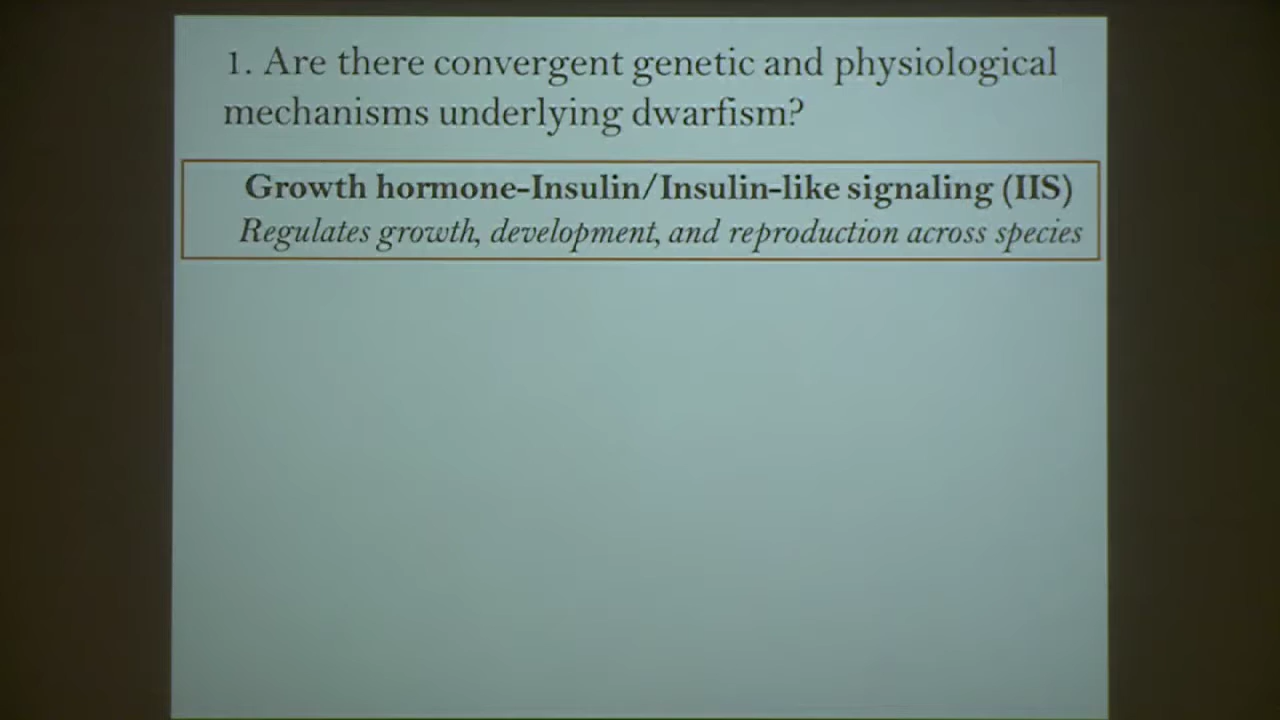 1. Are there convergent genetic and physiological
mechanisms underlying dwarfism?
Growth hormone-Insulin/Insulin-like signaling (IIS)
Regulates growth, development, and reproduction across species